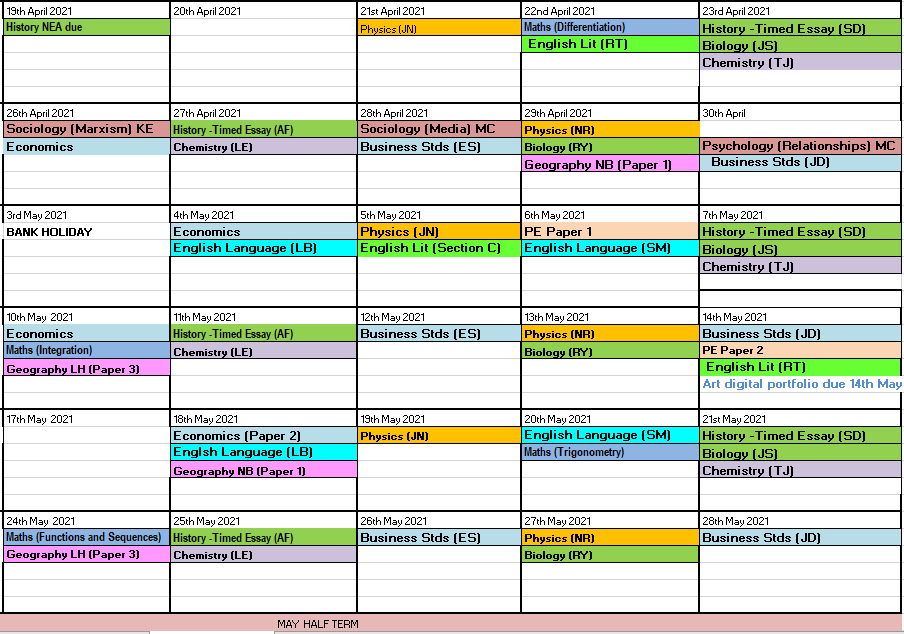 19th April 2021
History NEA due
20th April 2021
21st April 2021
Physics (JN)
22nd April 2021
Maths (Differentiation)
English Lit (RT)
23rd April 2021
History -Timed Essay (SD)
Biology (JS)
Chemistry (TJ)
26th April 2021
Sociology (Marxism) KE
Economics
27th April 2021
History -Timed Essay (AF)
Chemistry (LE)
28th April 2021
Sociology (Media) MC
Business Stds (ES)
29th April 2021
Physics (NR)
Biology (RY)
Geography NB (Paper 1)
30th April
Psychology (Relationships) MC
Business Stds (JD)
3rd May 2021
BANK HOLIDAY
4th May 2021
Economics
English Language (LB)
5th May 2021
Physics (JN)
English Lit (Section C)
6th May 2021
PE Paper 1
English Language (SM)
7th May 2021
History -Timed Essay (SD)
Biology (JS)
Chemistry (TJ)
10th May 2021
Economics
Maths (Integration)
Geography LH (Paper 3)
11th May 2021
History -Timed Essay (AF)
Chemistry (LE)
12th May 2021
Business Stds (ES)
13th May 2021
Physics (NR)
Biology (RY)
14th May 2021
Business Stds (JD)
PE Paper 2
English Lit (RT)
Art digital portfolio due 14th May
17th May 2021
18th May 2021
Economics (Paper 2)
Englsh Language (LB)
Geography NB (Paper 1)
19th May 2021
Physics (JN)
20th May 2021
English Language (SM)
Maths (Trigonometry)
21st May 2021
History -Timed Essay (SD)
Biology (JS)
Chemistry (TJ)
24th May 2021
Maths (Functions and Sequences)
Geography LH (Paper 3)
25th May 2021
History -Timed Essay (AF)
Chemistry (LE)
26th May 2021
Business Stds (ES)
27th May 2021
Physics (NR)
Biology (RY)
28th May 2021
Business Stds (JD)
MAY HALF TERM